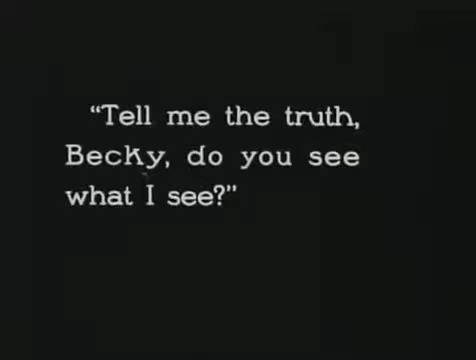 “Tell me the truth,
Becky, do you see
what I see?”